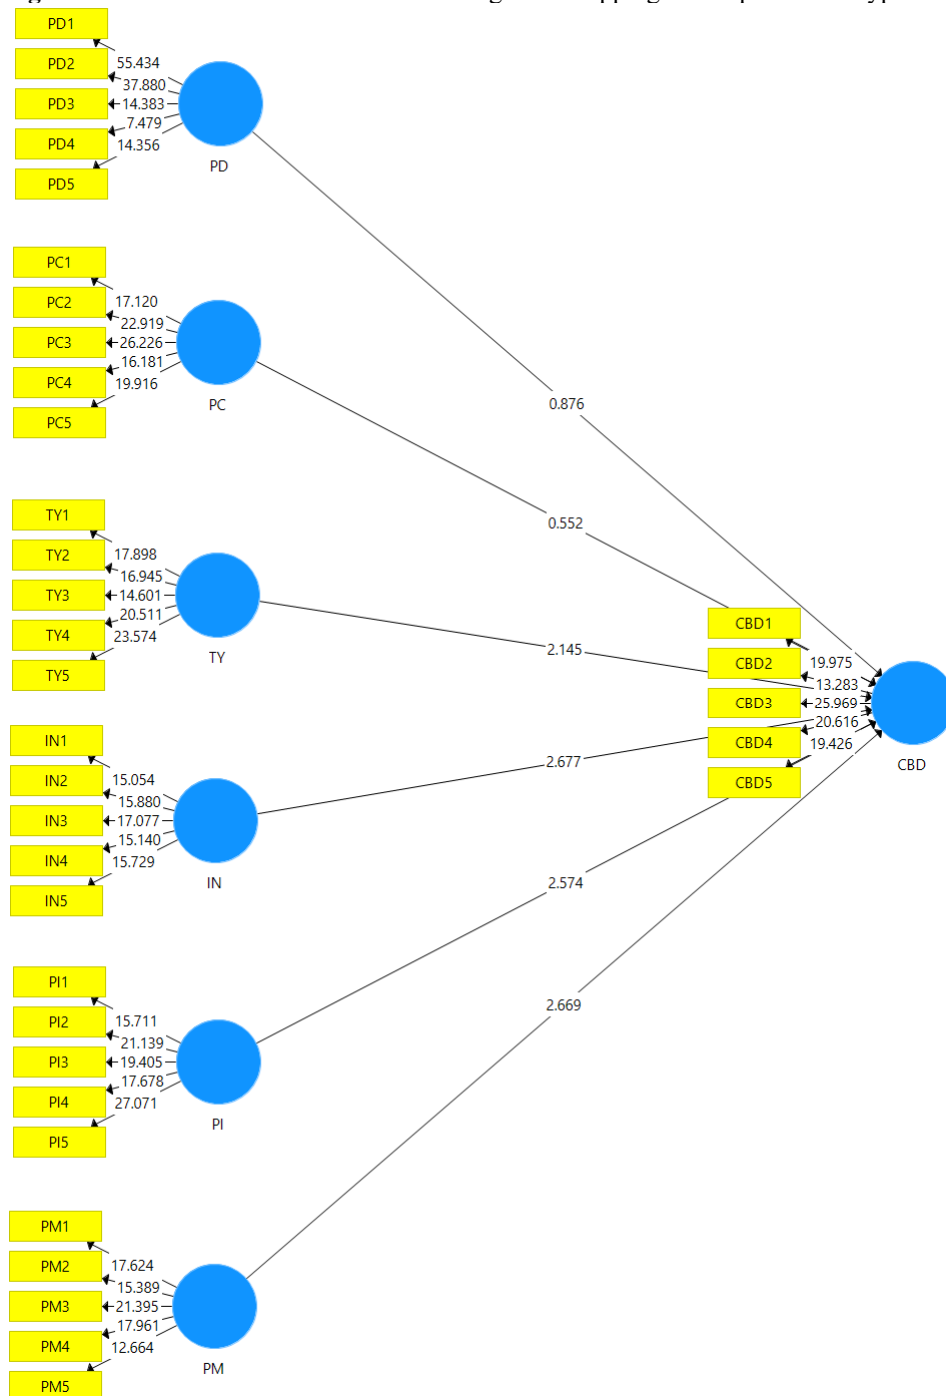 PD1
PD2
PD3
PD4
PD5
55.434
37.880
14.383
7.479
14.356
PD
PC1
PC2
PC3
PC4
PC5
17.120
22.919
26.226
16.181
19.916
PC
TY1
TY2
TY3
TY4
TY5
17.898
16.945
14.601
20.511
23.574
TY
IN1
IN2
IN3
IN4
IN5
15.054
15.880
17.077
15.140
15.729
IN
PI1
PI2
PI3
PI4
PI5
15.711
21.139
19.405
17.678
27.071
PI
PM1
PM2
PM3
PM4
PM5
17.624
15.389
21.395
17.961
12.664
PM
0.876
0.552
2.145
2.677
2.574
2.669
CBD1
CBD2
CBD3
CBD4
CBD5
19.975
13.283
25.969
20.616
19.426
CBD